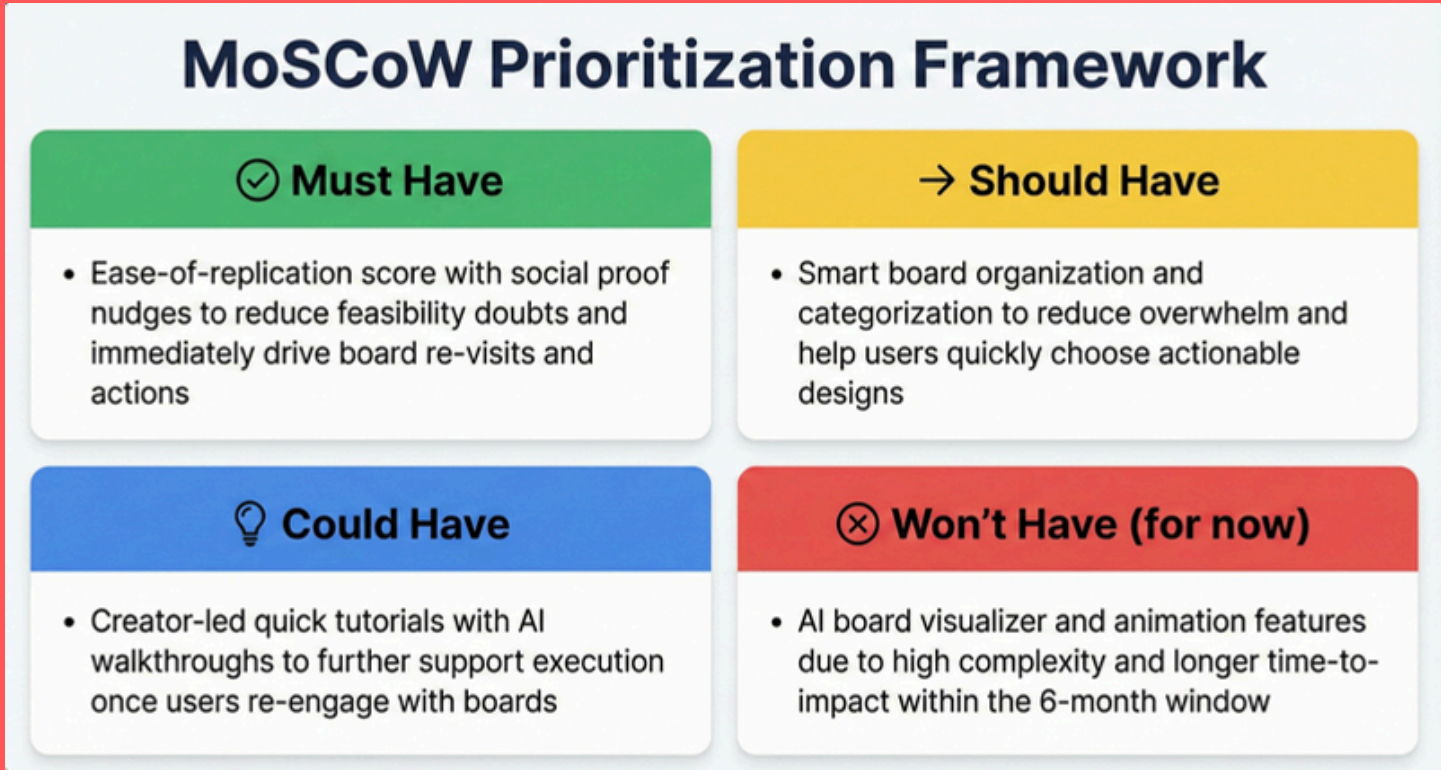 MoSCoW Prioritization Framework
Must Have
• Ease-of-replication score with social proof
nudges to reduce feasibility doubts and
immediately drive board re-visits and
actions
Should Have
• Smart board organization and
categorization to reduce overwhelm and
help users quickly choose actionable
designs
Could Have
• Creator-led quick tutorials with AI
walkthroughs to further support execution
once users re-engage with boards
Won't Have (for now)
• AI board visualizer and animation features
due to high complexity and longer time-to-
impact within the 6-month window